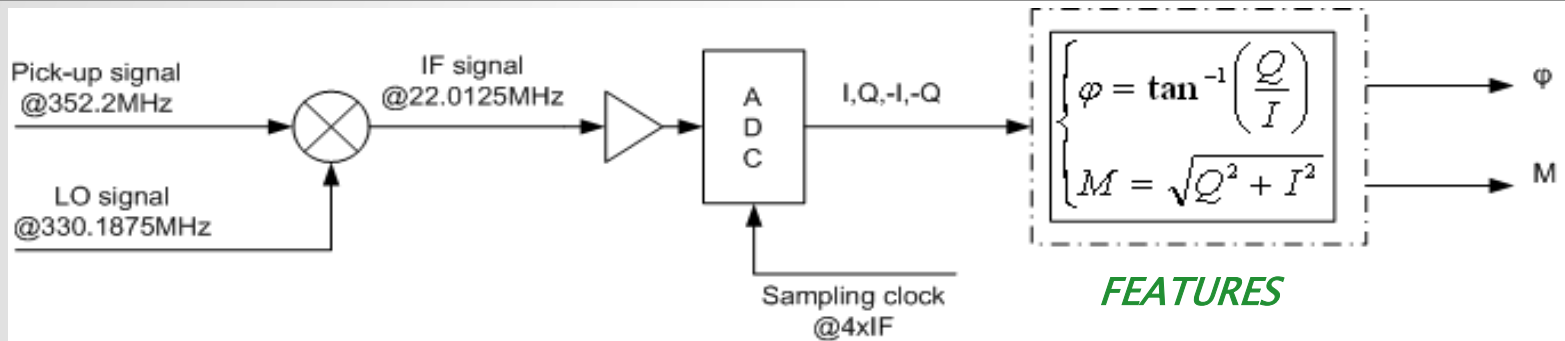 Pick-up signal
@352.2MHz
LO signal
@330.1875MHz
IF signal
@22.0125MHz
A
D
C
I,Q,-I,-Q
Sampling clock
@4xIF
φ = tan⁻¹(Q/I)
M = √Q² + I²
φ
M
FEATURES